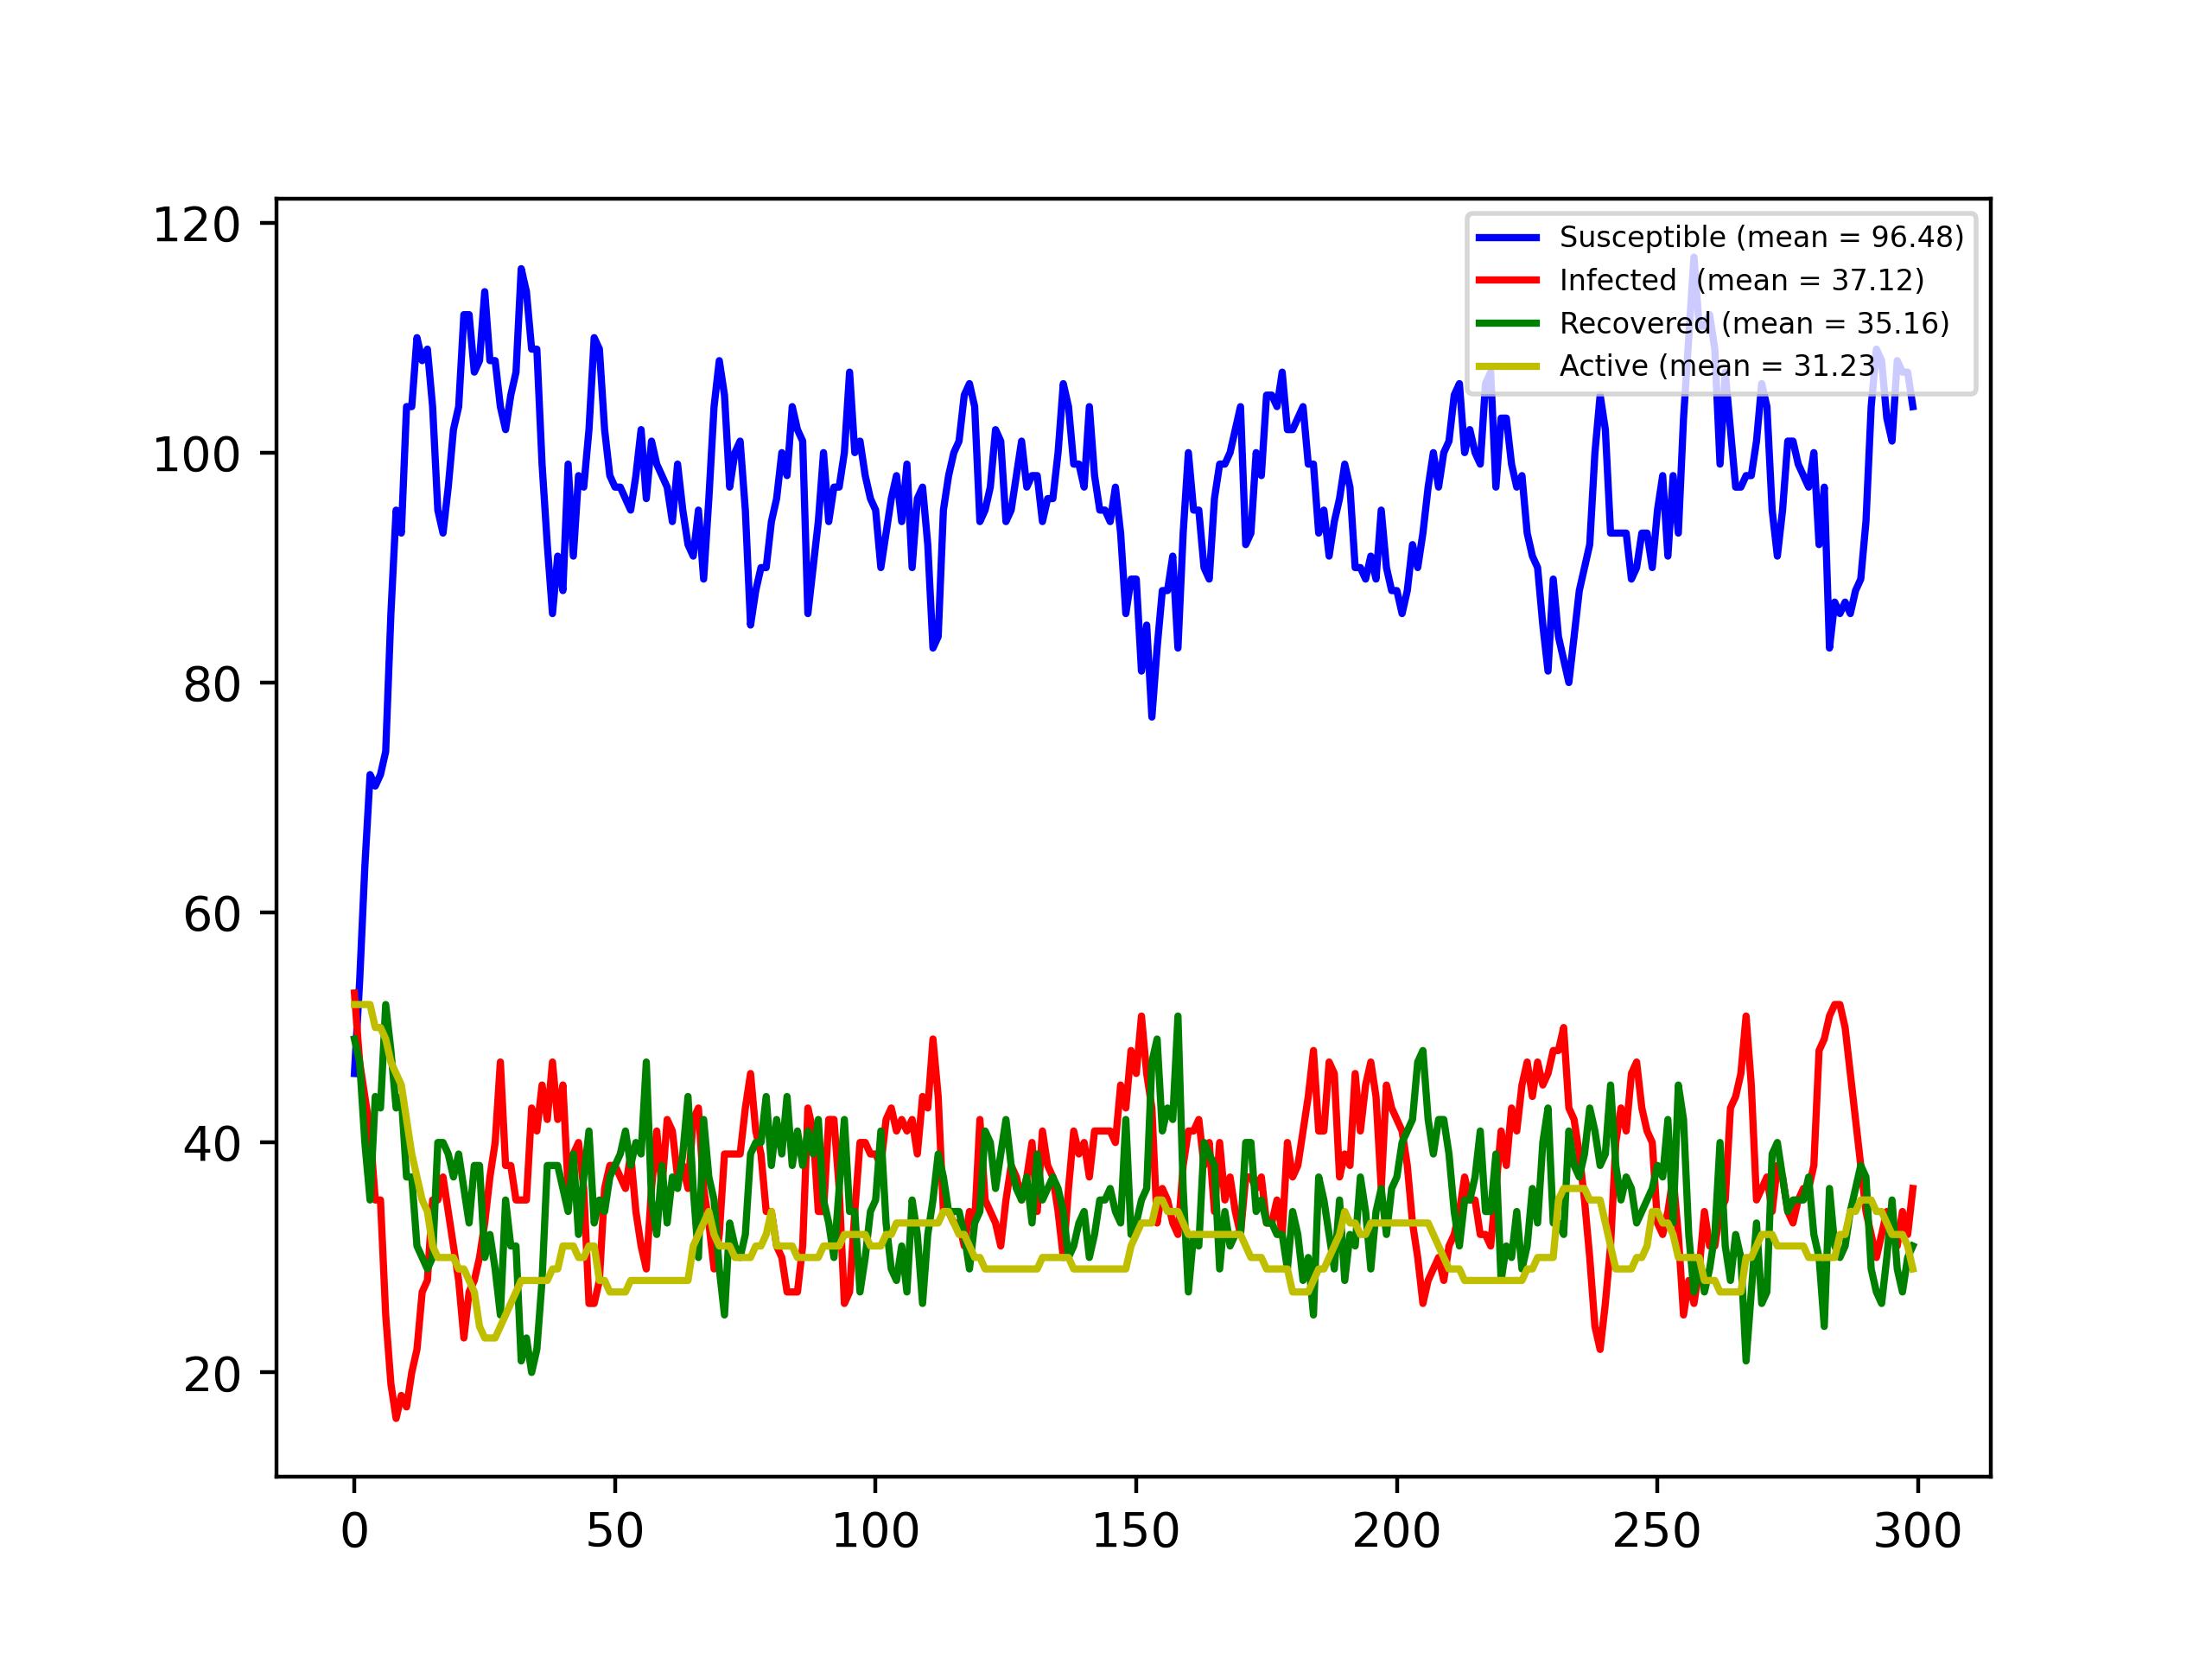 120
100
80
60
40
20
0 50 100 150 200 250 300
Susceptible (mean = 96.48)
Infected  (mean = 37.12)
Recovered (mean = 35.16)
Active (mean = 31.23